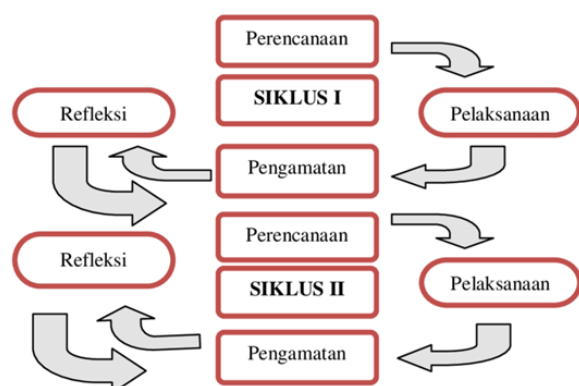 Perencanaan
SIKLUS I
Refleksi
Pelaksanaan
Pengamatan
Perencanaan
Refleksi
SIKLUS II
Pelaksanaan
Pengamatan